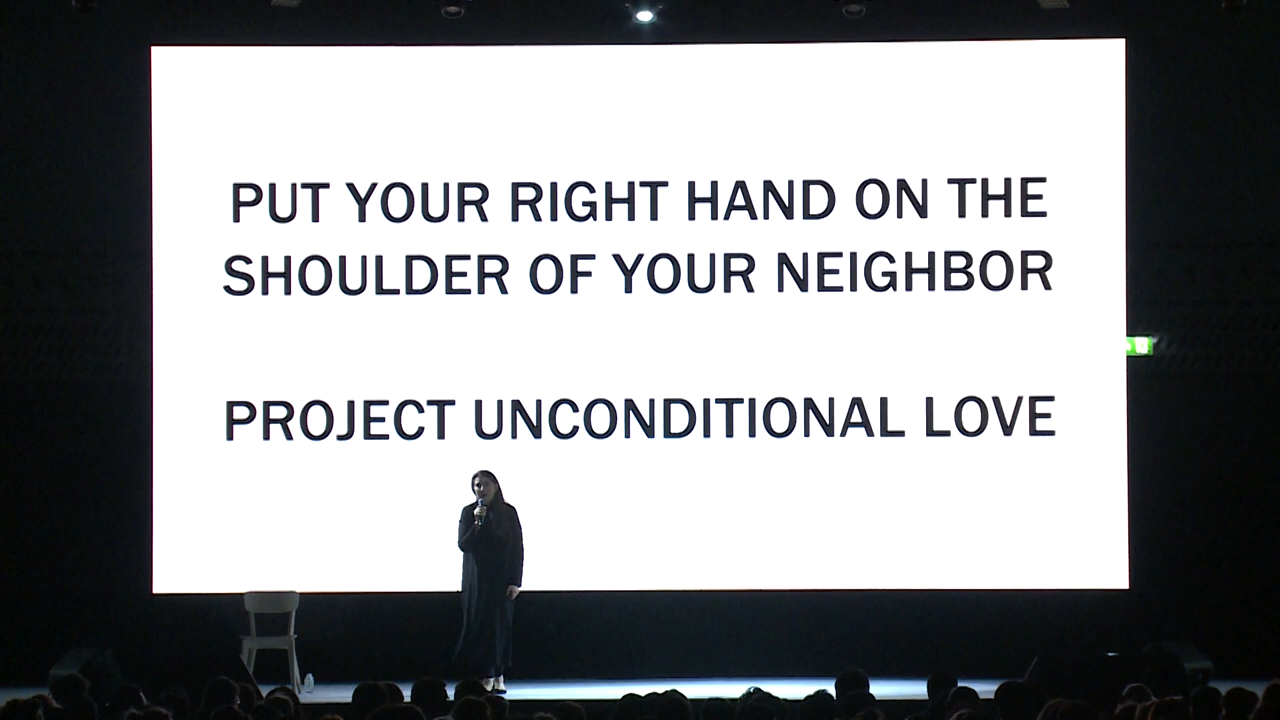 PUT YOUR RIGHT HAND ON THE
SHOULDER OF YOUR NEIGHBOR
PROJECT UNCONDITIONAL LOVE